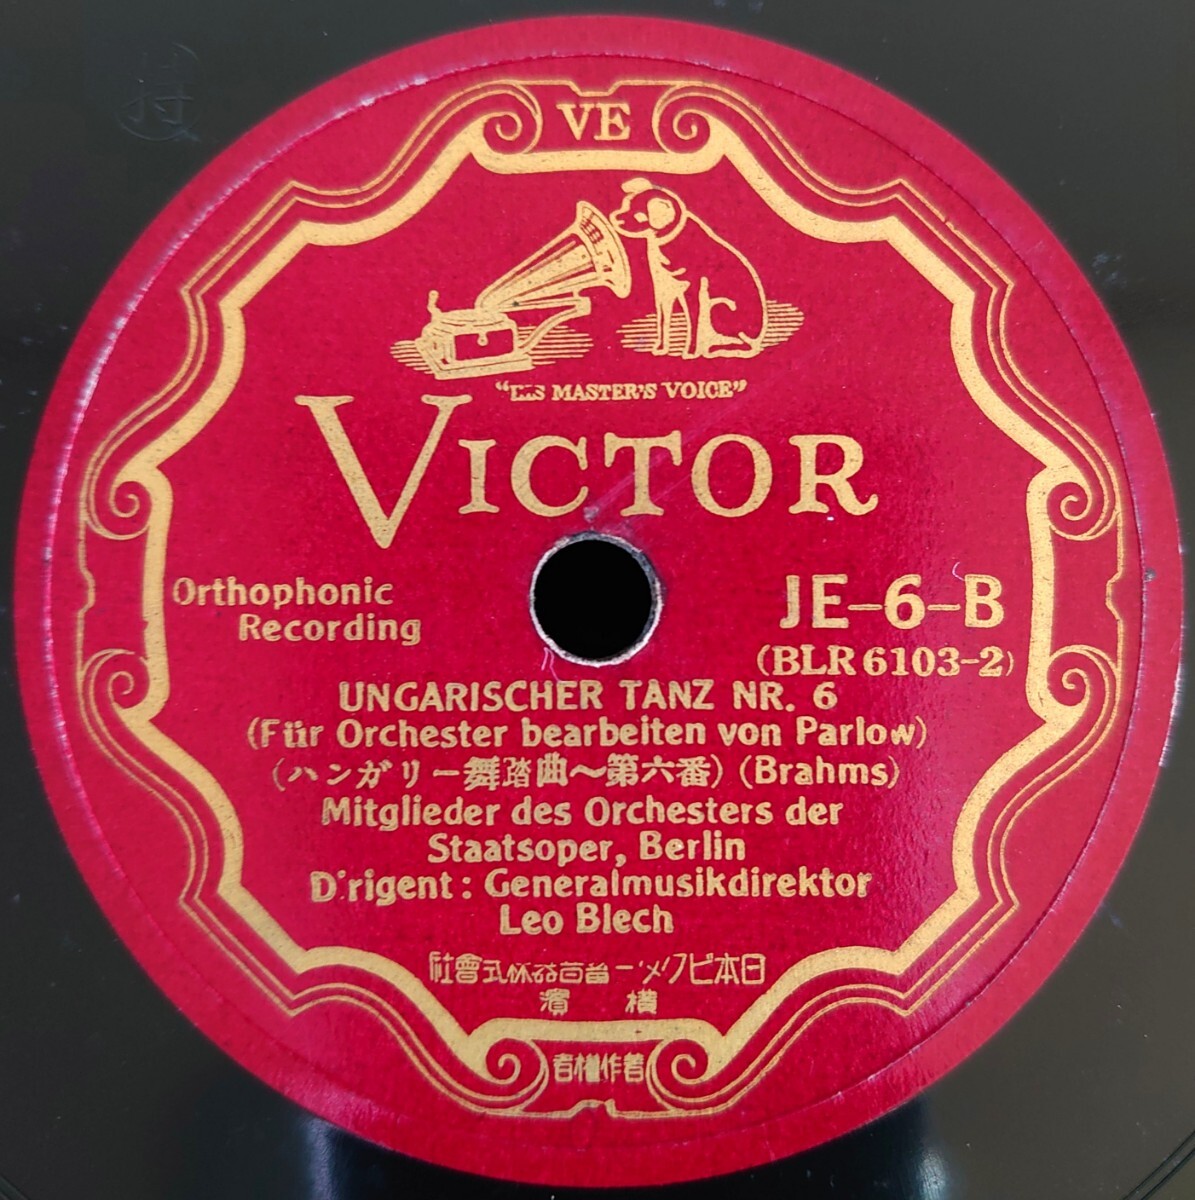 VE
"HIS MASTER'S VOICE"
VICTOR
Orthophonic
Recording
JE-6-B
(BLR 6103-2)
UNGARISCHER TANZ NR. 6
(Für Orchester bearbeiten von Parlow)
(ハンガリー舞踏曲〜第六番) (Brahms)
Mitglieder des Orchesters der
Staatsoper, Berlin
Dirigent: Generalmusikdirektor
Leo Blech
日本ビクター蓄音器株式會社
横濱
著作権者